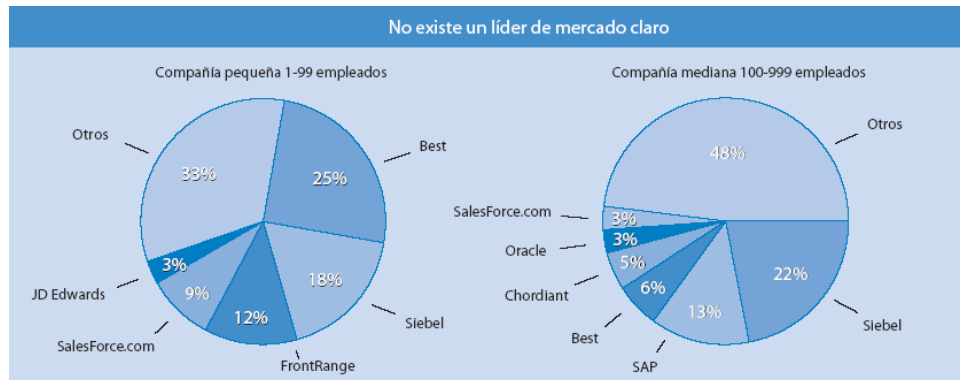 No existe un líder de mercado claro
Compañía pequeña 1-99 empleados
Otros
33%
Best
25%
18%
Siebel
12%
FrontRange
9%
SalesForce.com
3%
JD Edwards
Compañía mediana 100-999 empleados
Otros
48%
SalesForce.com
3%
Oracle
3%
Chordiant
5%
Best
6%
SAP
13%
22%
Siebel